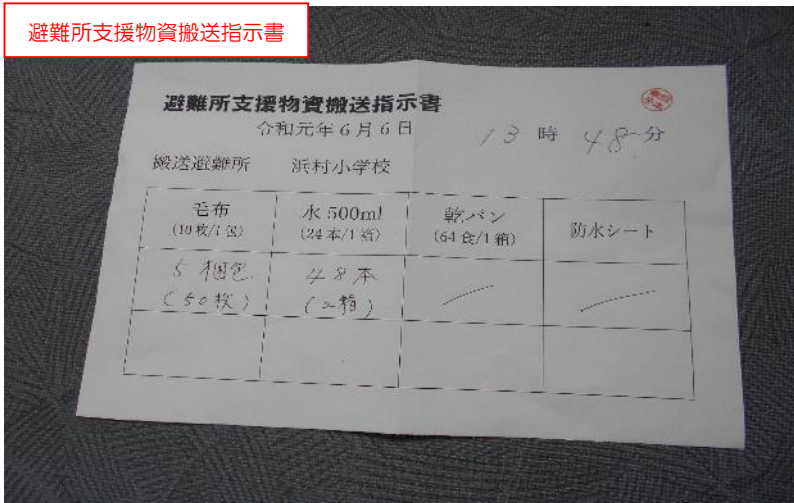 避難所支援物資搬送指示書
避難所支援物資搬送指示書
令和元年6月6日 13時48分
搬送避難所 浜村小学校
毛布 水500ml 乾パン 防水シート
(10枚/1包) (24本/1箱) (64食/1箱)
5梱包 48本
(50枚) (2箱)